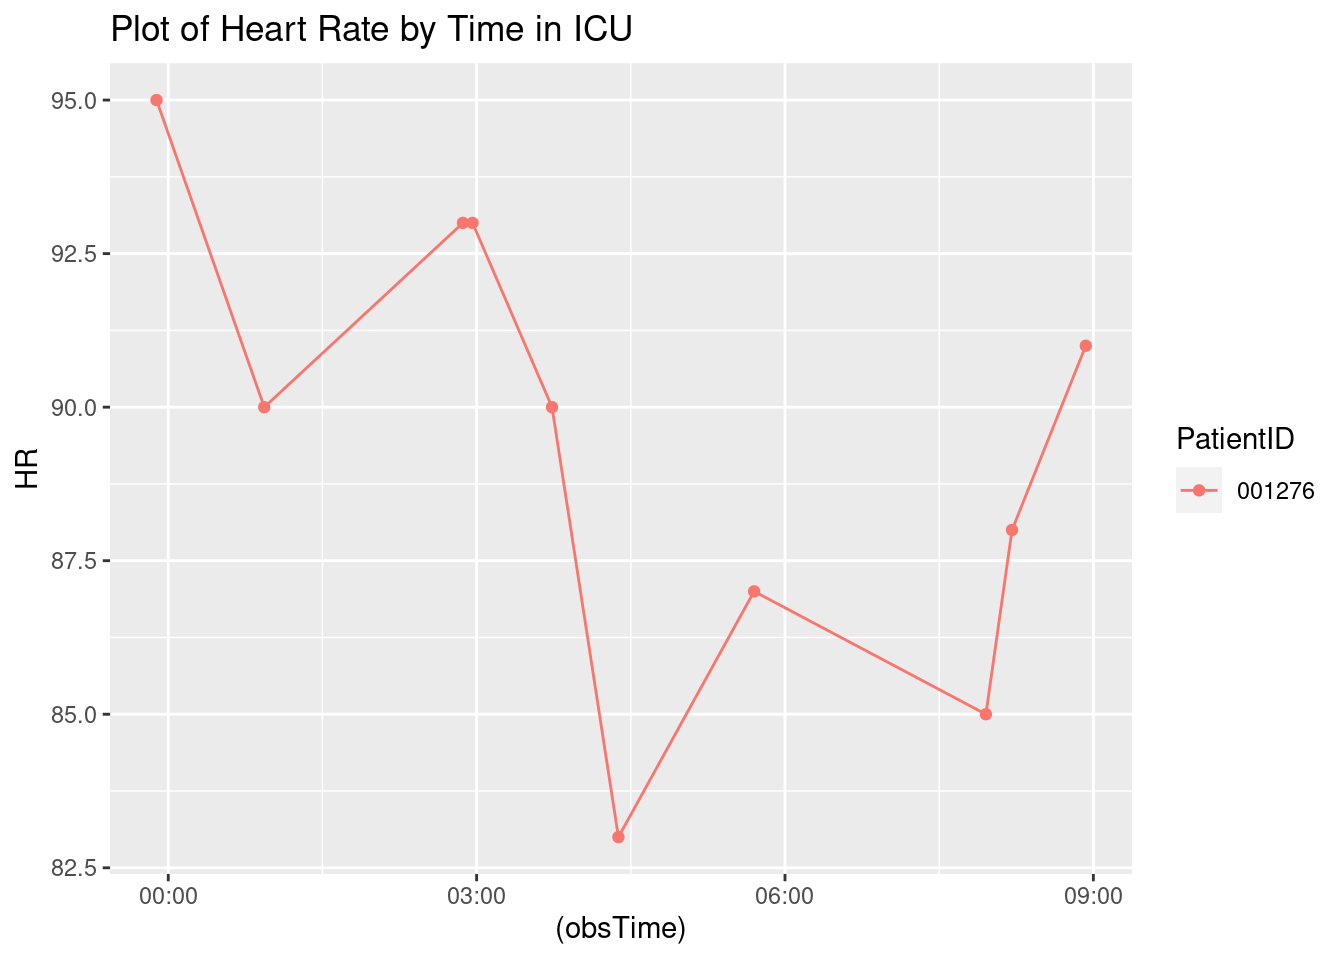 Plot of Heart Rate by Time in ICU
95.0
92.5
90.0
87.5
85.0
82.5
HR
00:00 03:00 06:00 09:00
(obsTime)
PatientID
001276